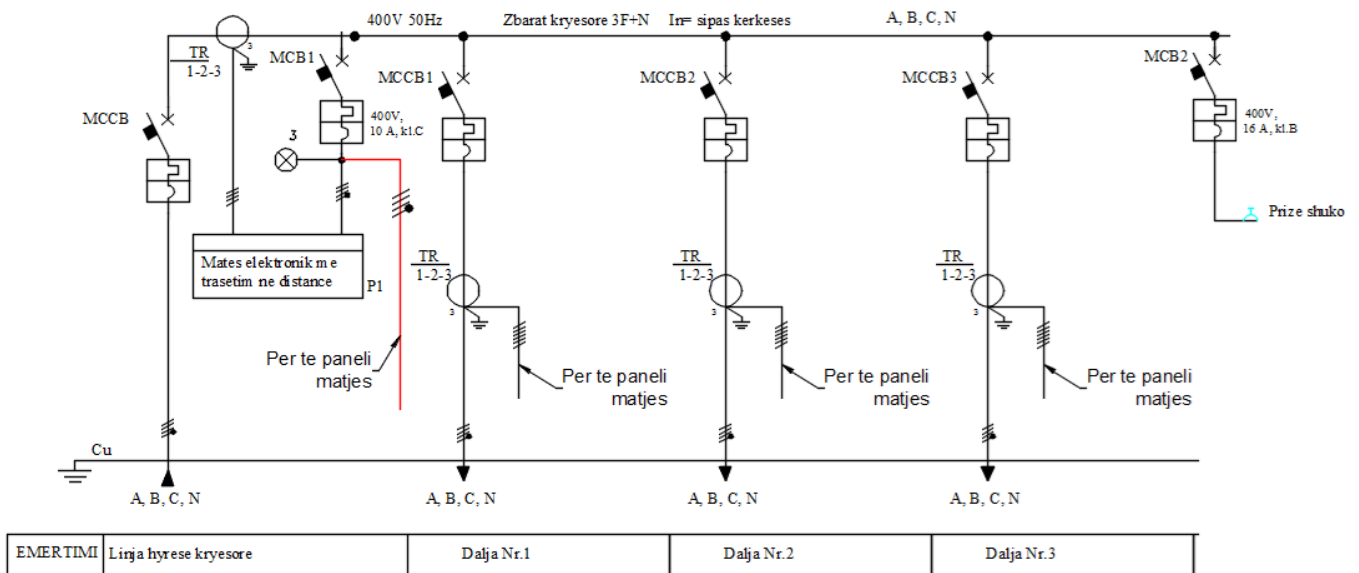 400V 50Hz
Zbarat kryesore 3F+N
In= sipas kerkeses
A, B, C, N
TR
1-2-3
3
MCB1
MCCB1
MCCB2
MCCB3
MCB2
MCCB
400V,
10 A, kl.C
400V,
16 A, kl.B
3
Prize shuko
Mates elektronik me
trasetim ne distance
P1
TR
1-2-3
3
TR
1-2-3
3
TR
1-2-3
3
Per te paneli
matjes
Per te paneli
matjes
Per te paneli
matjes
Per te paneli
matjes
Cu
A, B, C, N
A, B, C, N
A, B, C, N
A, B, C, N
EMERTIMI
Linja hyrese kryesore
Dalja Nr.1
Dalja Nr.2
Dalja Nr.3